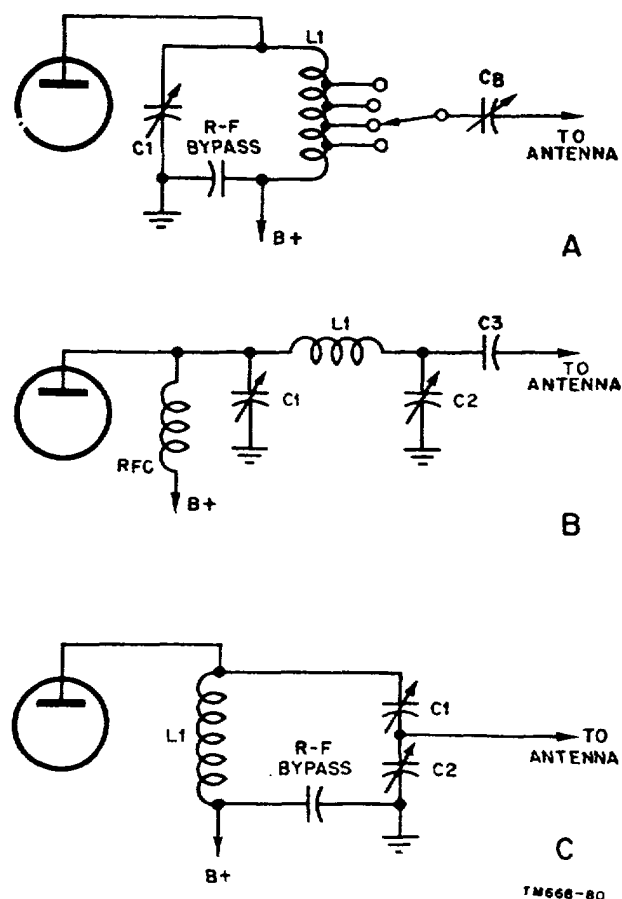 L1
CB
C1
R-F
BYPASS
TO
ANTENNA
B+
A
L1
C3
TO
ANTENNA
C1
C2
RFC
B+
B
C1
L1
R-F
BYPASS
TO
ANTENNA
C2
B+
C
TM668-80